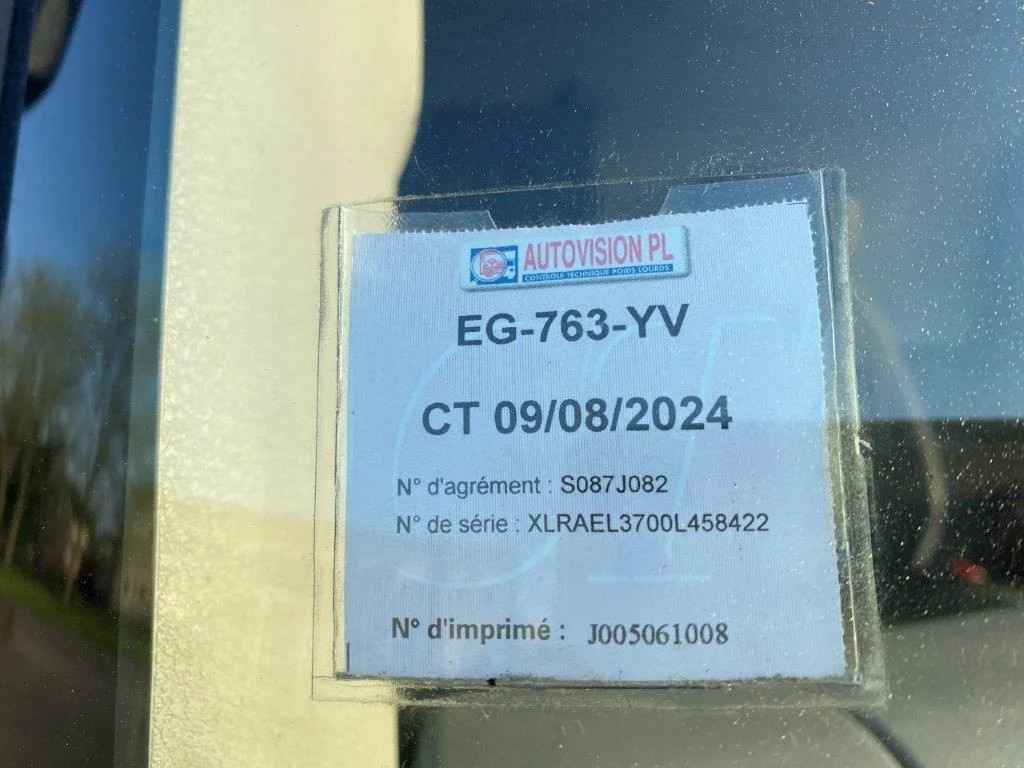 AUTOVISION PL
CONTROLE TECHNIQUE POIDS LOURDS
EG-763-YV
CT 09/08/2024
N° d'agrément : S087J082
N° de série : XLRAEL3700L458422
N° d'imprimé : J005061008